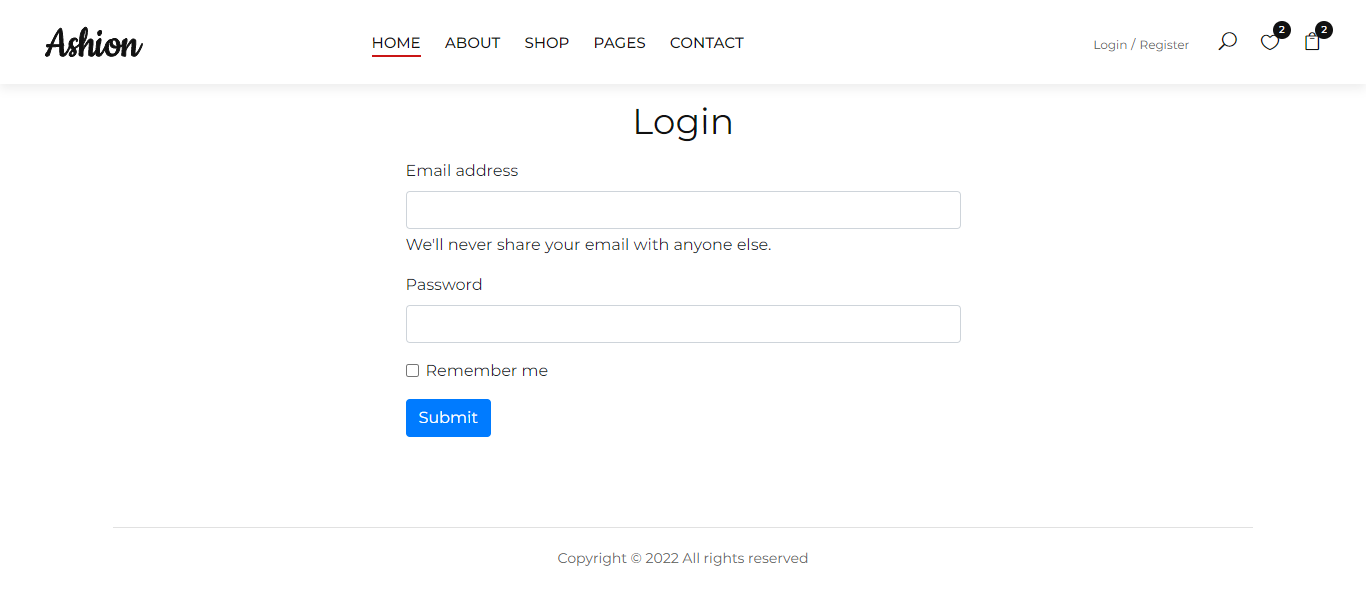 Ashion
HOME ABOUT SHOP PAGES CONTACT
Login / Register
2
2
Login
Email address
We'll never share your email with anyone else.
Password
Remember me
Submit
Copyright © 2022 All rights reserved